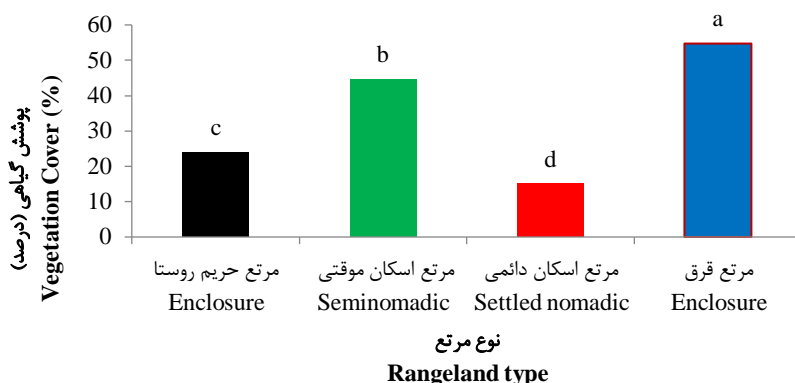 پوشش گیاهی (درصد)
Vegetation Cover (%)
60
50
40
30
20
10
0
c
b
d
a
مرتع حریم روستا
Enclosure
مرتع اسکان موقتی
Seminomadic
مرتع اسکان دائمی
Settled nomadic
مرتع قرق
Enclosure
نوع مرتع
Rangeland type